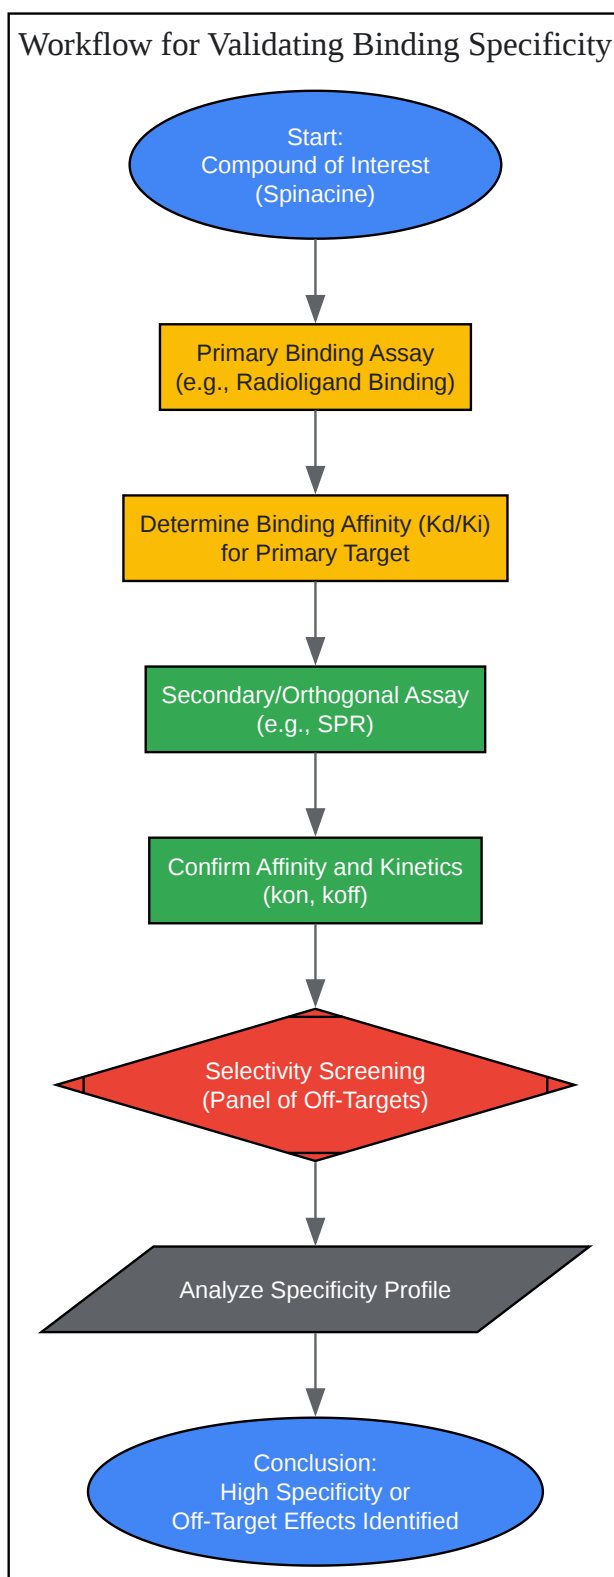 Workflow for Validating Binding Specificity
Start:
Compound of Interest
(Spinacine)
Primary Binding Assay
(e.g., Radioligand Binding)
Determine Binding Affinity (Kd/Ki)
for Primary Target
Secondary/Orthogonal Assay
(e.g., SPR)
Confirm Affinity and Kinetics
(kon, koff)
Selectivity Screening
(Panel of Off-Targets)
Analyze Specificity Profile
Conclusion:
High Specificity or
Off-Target Effects Identified